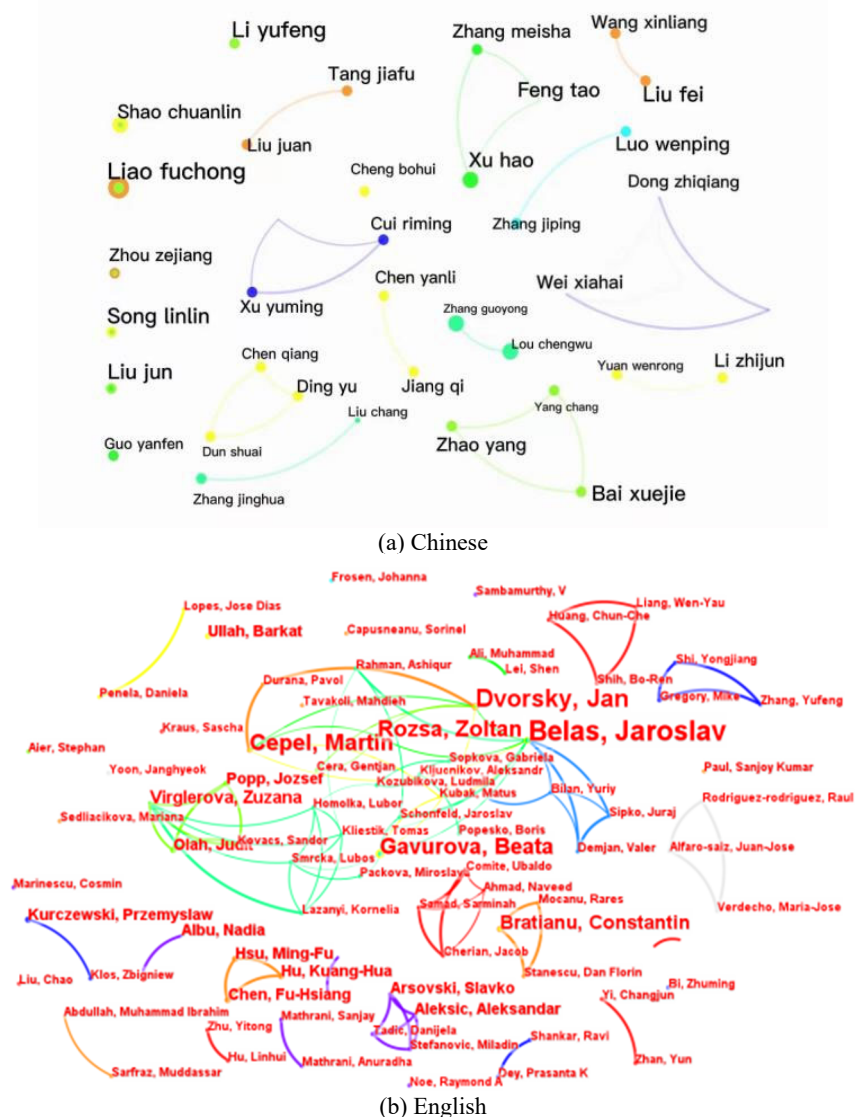 Li yufeng
Zhang meisha
Wang xinliang
Tang jiafu
Feng tao
Liu fei
Shao chuanlin
Liu juan
Luo wenping
Liao fuchong
Cheng bohui
Xu hao
Dong zhiqiang
Cui riming
Zhang jiping
Zhou zejiang
Chen yanli
Wei xiahai
Xu yuming
Song linlin
Zhang guoyong
Lou chengwu
Chen qiang
Yuan wenrong
Li zhijun
Liu jun
Ding yu
Jiang qi
Liu chang
Yang chang
Guo yanfen
Dun shuai
Zhao yang
Zhang jinghua
Bai xuejie
(a) Chinese
Frosen, Johanna
Sambamurthy, V
Lopes, Jose Dias
Liang, Wen-Yau
Huang, Chun-Che
Ullah, Barkat
Capusneanu, Sorinel
Ali, Muhammad
Rahman, Ashiqur
Lei, Shen
Shi, Yongjiang
Durana, Pavol
Shih, Bo-Ren
Penela, Daniela
Gregory, Mike
Zhang, Yufeng
Tavakoli, Mahdieh
Dvorsky, Jan
Kraus, Sascha
Rozsa, Zoltan
Belas, Jaroslav
Aier, Stephan
Cepel, Martin
Sopkova, Gabriela
Yoon, Janghyeok
Cera, Gentjan
Kljucnikov, Aleksandr
Paul, Sanjoy Kumar
Popp, Jozsef
Kozubikova, Ludmila
Virglerova, Zuzana
Kubak, Matus
Bilan, Yuriy
Rodriguez-rodriguez, Raul
Homolka, Lubor
Sedliacikova, Mariana
Schonfeld, Jaroslav
Sipko, Juraj
Kovacs, Sandor
Kliestik, Tomas
Popesko, Boris
Olah, Judit
Gavurova, Beata
Demjan, Valer
Alfaro-saiz, Juan-Jose
Smrcka, Lubos
Packova, Miroslava
Comite, Ubaldo
Marinescu, Cosmin
Ahmad, Naveed
Samad, Sarminah
Mocanu, Rares
Verdecho, Maria-Jose
Kurczewski, Przemyslaw
Lazanyi, Kornelia
Bratianu, Constantin
Albu, Nadia
Hsu, Ming-Fu
Cherian, Jacob
Liu, Chao
Klos, Zbigniew
Hu, Kuang-Hua
Stanescu, Dan Florin
Bi, Zhuming
Chen, Fu-Hsiang
Arsovski, Slavko
Yi, Changjun
Abdullah, Muhammad Ibrahim
Aleksic, Aleksandar
Zhu, Yitong
Mathrani, Sanjay
Tadic, Danijela
Shankar, Ravi
Stefanovic, Miladin
Hu, Linhui
Mathrani, Anuradha
Zhan, Yun
Sarfraz, Muddassar
Noe, Raymond A
Dey, Prasanta K
(b) English